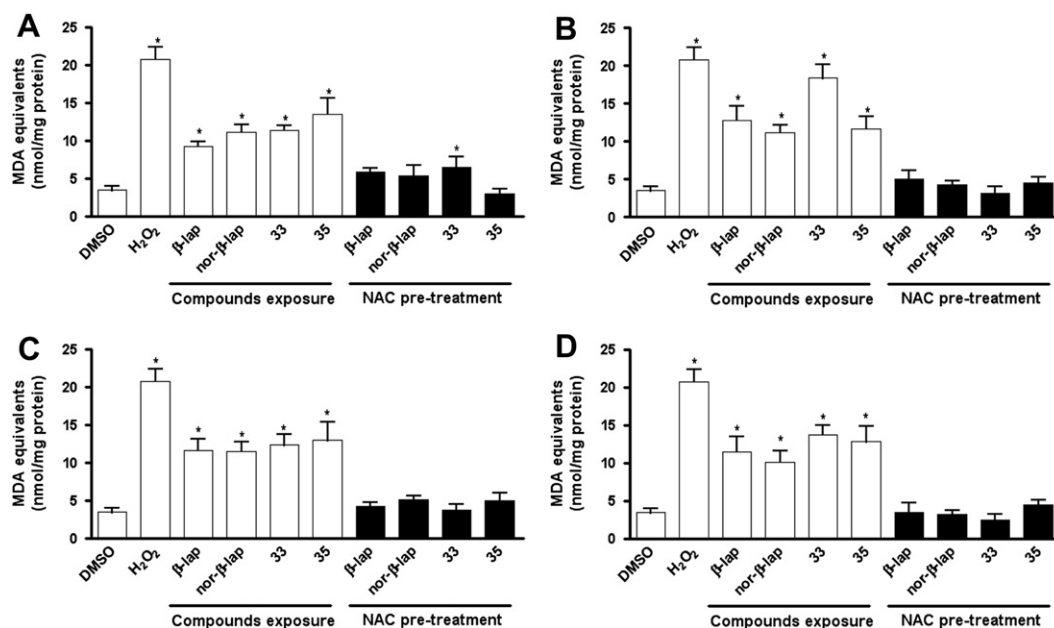 A
MDA equivalents
(nmol/mg protein)
25
20
15
10
5
0
* * * * * *
DMSO H₂O₂ β-lap nor-β-lap 33 35 β-lap nor-β-lap 33 35
Compounds exposure NAC pre-treatment
B
MDA equivalents
(nmol/mg protein)
25
20
15
10
5
0
* * * * *
DMSO H₂O₂ β-lap nor-β-lap 33 35 β-lap nor-β-lap 33 35
Compounds exposure NAC pre-treatment
C
MDA equivalents
(nmol/mg protein)
25
20
15
10
5
0
* * * * *
DMSO H₂O₂ β-lap nor-β-lap 33 35 β-lap nor-β-lap 33 35
Compounds exposure NAC pre-treatment
D
MDA equivalents
(nmol/mg protein)
25
20
15
10
5
0
* * * * *
DMSO H₂O₂ β-lap nor-β-lap 33 35 β-lap nor-β-lap 33 35
Compounds exposure NAC pre-treatment